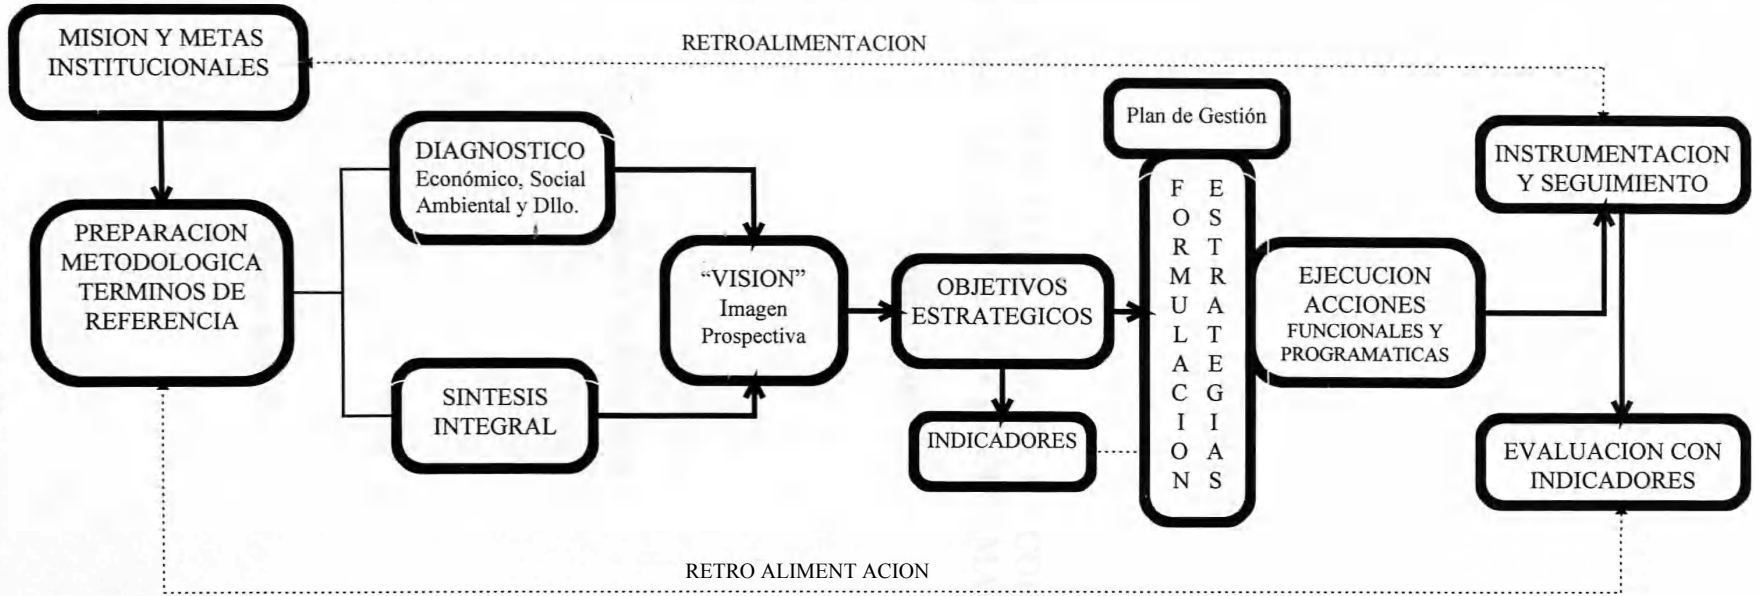 MISION Y METAS
INSTITUCIONALES
RETROALIMENTACION
PREPARACION
METODOLOGICA
TERMINOS DE
REFERENCIA
DIAGNOSTICO
Económico, Social
Ambiental y Dllo.
SINTESIS
INTEGRAL
“VISION”
Imagen
Prospectiva
OBJETIVOS
ESTRATEGICOS
INDICADORES
Plan de Gestión
FORMULACION
ESTRATEGIAS
EJECUCION
ACCIONES
FUNCIONALES Y
PROGRAMATICAS
INSTRUMENTACION
Y SEGUIMIENTO
EVALUACION CON
INDICADORES
RETRO ALIMENT ACION